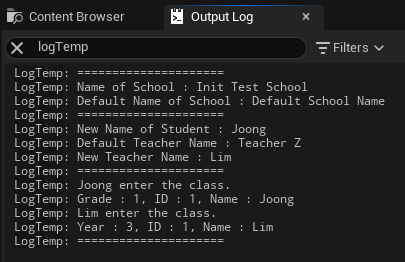 Content Browser
Output Log
logTemp
Filters
LogTemp: =====================
LogTemp: Name of School : Init Test School
LogTemp: Default Name of School : Default School Name
LogTemp: =====================
LogTemp: New Name of Student : Joong
LogTemp: Default Teacher Name : Teacher Z
LogTemp: New Teacher Name : Lim
LogTemp: =====================
LogTemp: Joong enter the class.
LogTemp: Grade : 1, ID : 1, Name : Joong
LogTemp: Lim enter the class.
LogTemp: Year : 3, ID : 1, Name : Lim
LogTemp: =====================